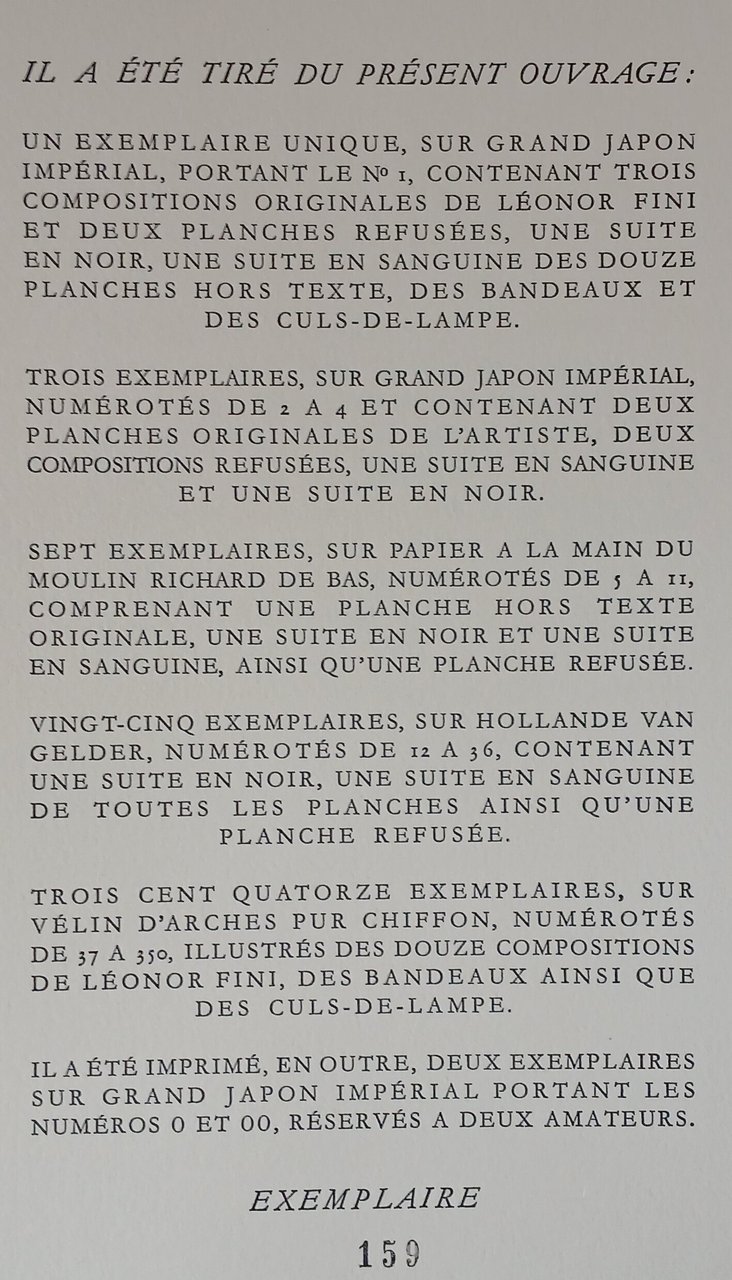 IL A ÉTÉ TIRÉ DU PRÉSENT OUVRAGE :
UN EXEMPLAIRE UNIQUE, SUR GRAND JAPON
IMPÉRIAL, PORTANT LE Nº 1, CONTENANT TROIS
COMPOSITIONS ORIGINALES DE LÉONOR FINI
ET DEUX PLANCHES REFUSÉES, UNE SUITE
EN NOIR, UNE SUITE EN SANGUINE DES DOUZE
PLANCHES HORS TEXTE, DES BANDEAUX ET
DES CULS-DE-LAMPE.
TROIS EXEMPLAIRES, SUR GRAND JAPON IMPÉRIAL,
NUMÉROTÉS DE 2 A 4 ET CONTENANT DEUX
PLANCHES ORIGINALES DE L'ARTISTE, DEUX
COMPOSITIONS REFUSÉES, UNE SUITE EN SANGUINE
ET UNE SUITE EN NOIR.
SEPT EXEMPLAIRES, SUR PAPIER A LA MAIN DU
MOULIN RICHARD DE BAS, NUMÉROTÉS DE 5 A 11,
COMPRENANT UNE PLANCHE HORS TEXTE
ORIGINALE, UNE SUITE EN NOIR ET UNE SUITE
EN SANGUINE, AINSI QU'UNE PLANCHE REFUSÉE.
VINGT-CINQ EXEMPLAIRES, SUR HOLLANDE VAN
GELDER, NUMÉROTÉS DE 12 A 36, CONTENANT
UNE SUITE EN NOIR, UNE SUITE EN SANGUINE
DE TOUTES LES PLANCHES AINSI QU'UNE
PLANCHE REFUSÉE.
TROIS CENT QUATORZE EXEMPLAIRES, SUR
VÉLIN D'ARCHES PUR CHIFFON, NUMÉROTÉS
DE 37 A 350, ILLUSTRÉS DES DOUZE COMPOSITIONS
DE LÉONOR FINI, DES BANDEAUX AINSI QUE
DES CULS-DE-LAMPE.
IL A ÉTÉ IMPRIMÉ, EN OUTRE, DEUX EXEMPLAIRES
SUR GRAND JAPON IMPÉRIAL PORTANT LES
NUMÉROS 0 ET 00, RÉSERVÉS A DEUX AMATEURS.
EXEMPLAIRE
159